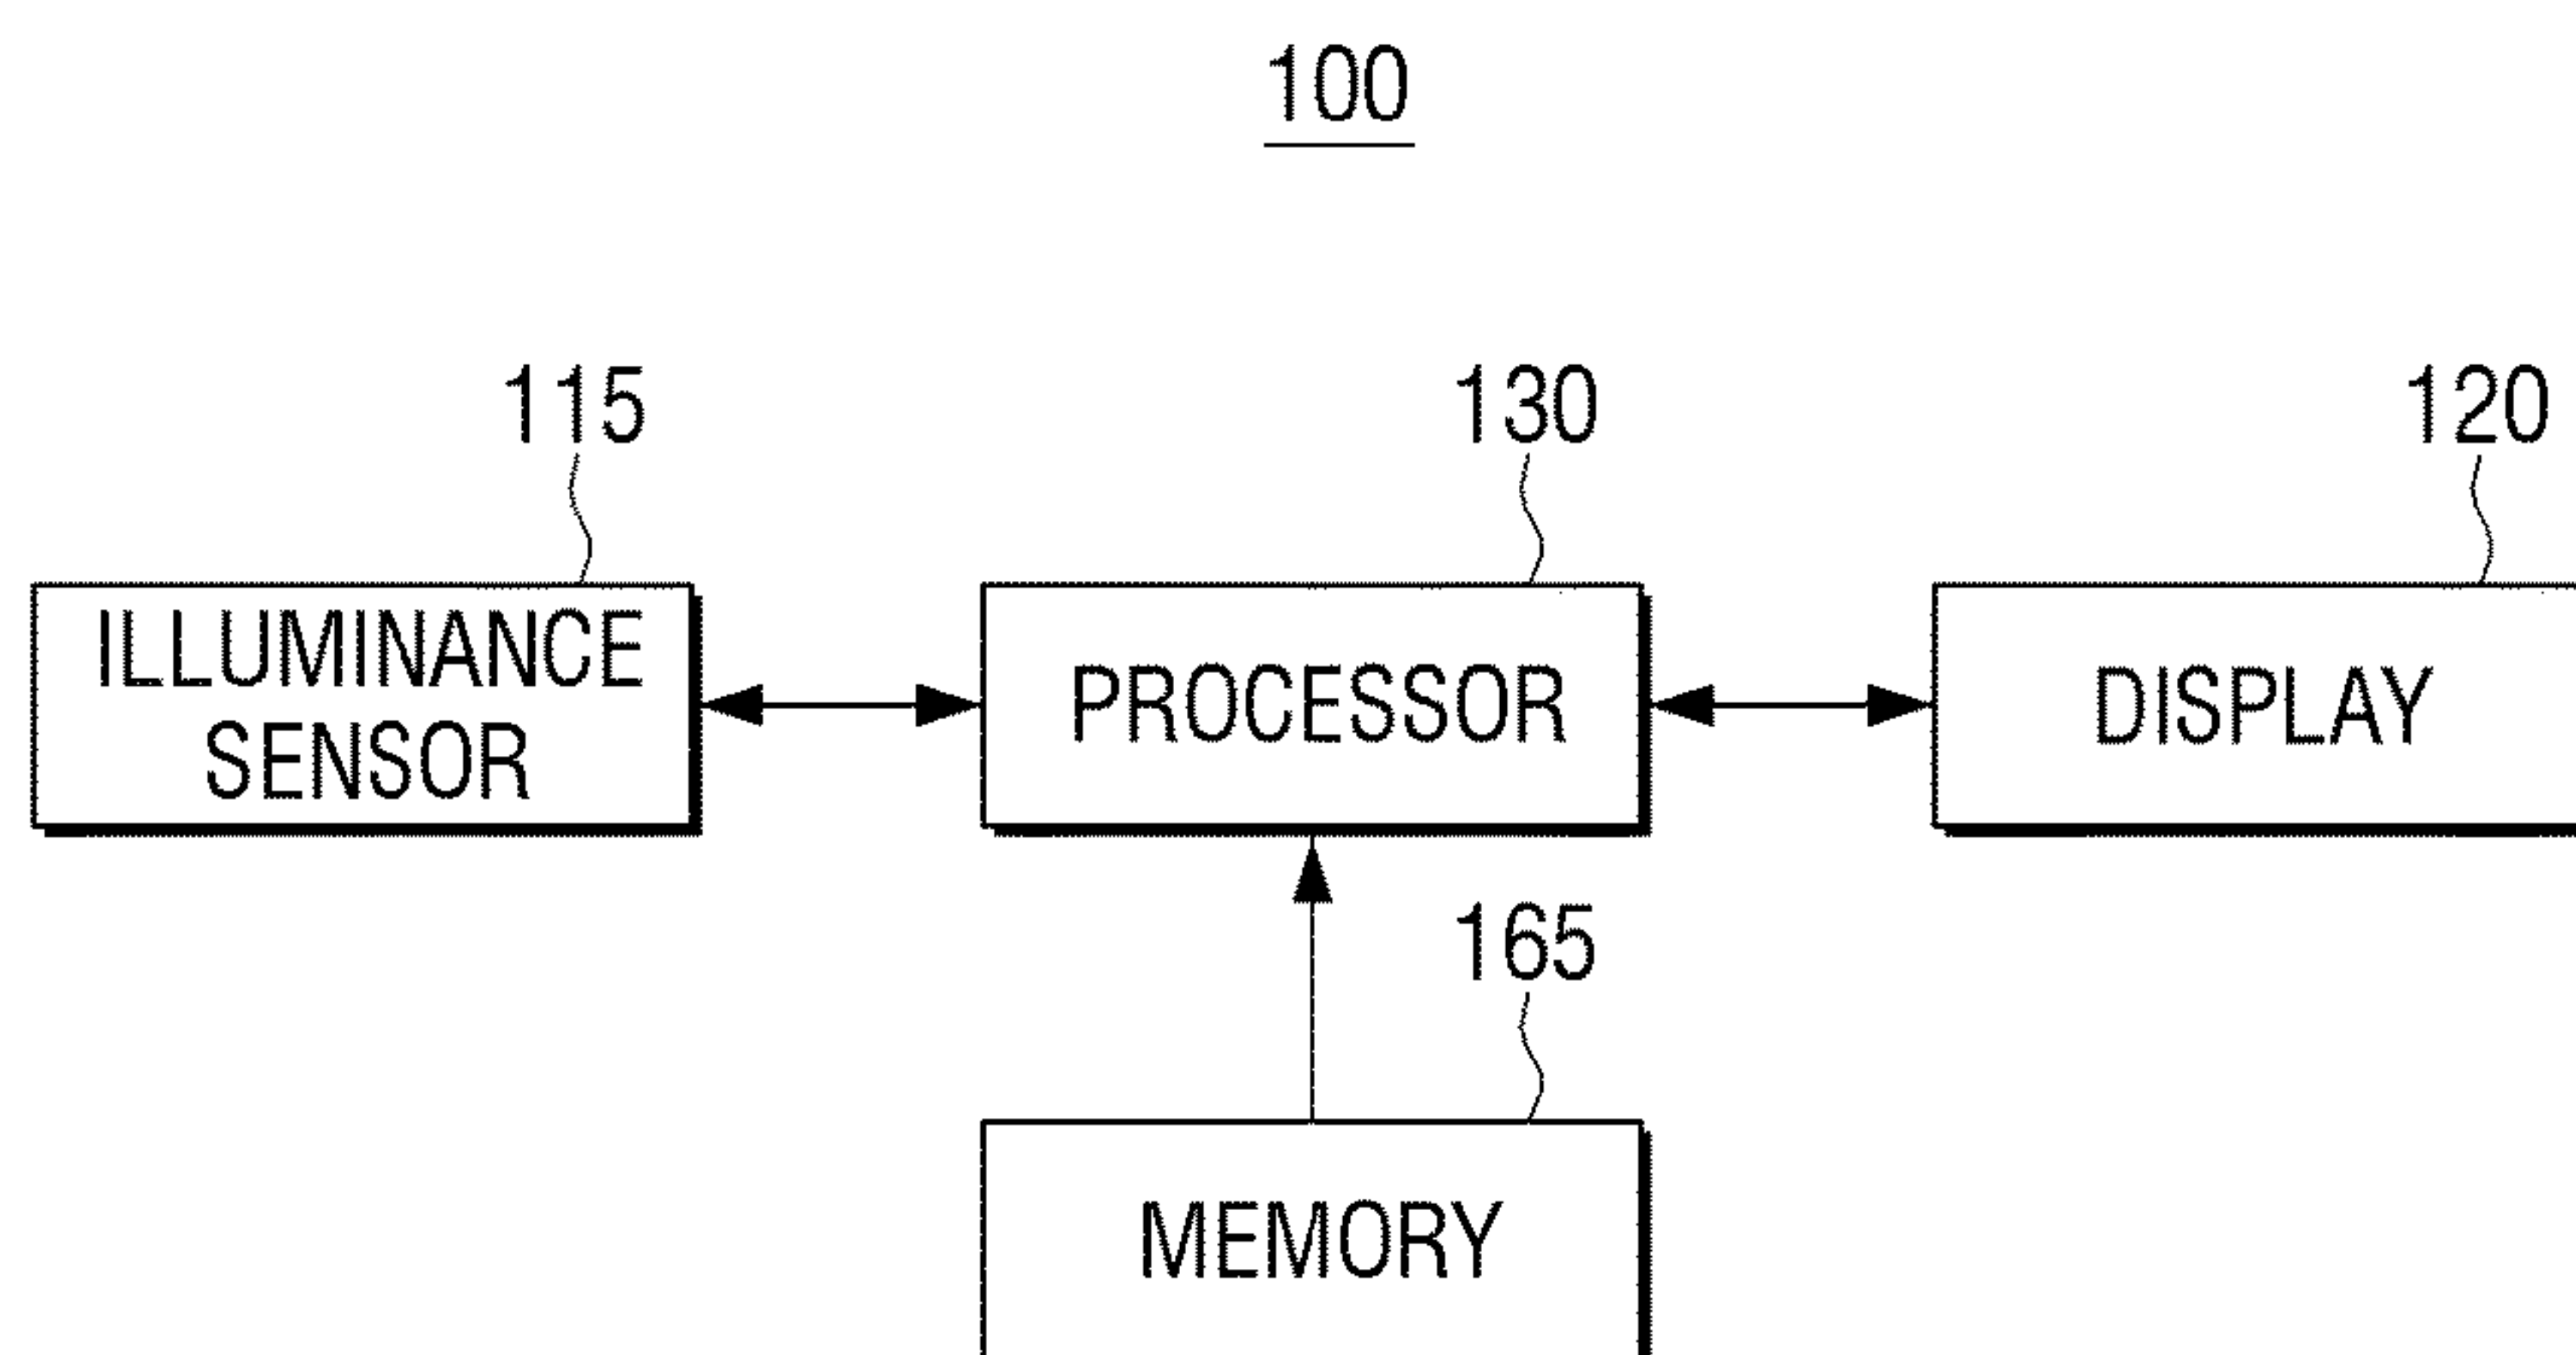 100
115
130
120
ILLUMINANCE
SENSOR
PROCESSOR
DISPLAY
165
MEMORY